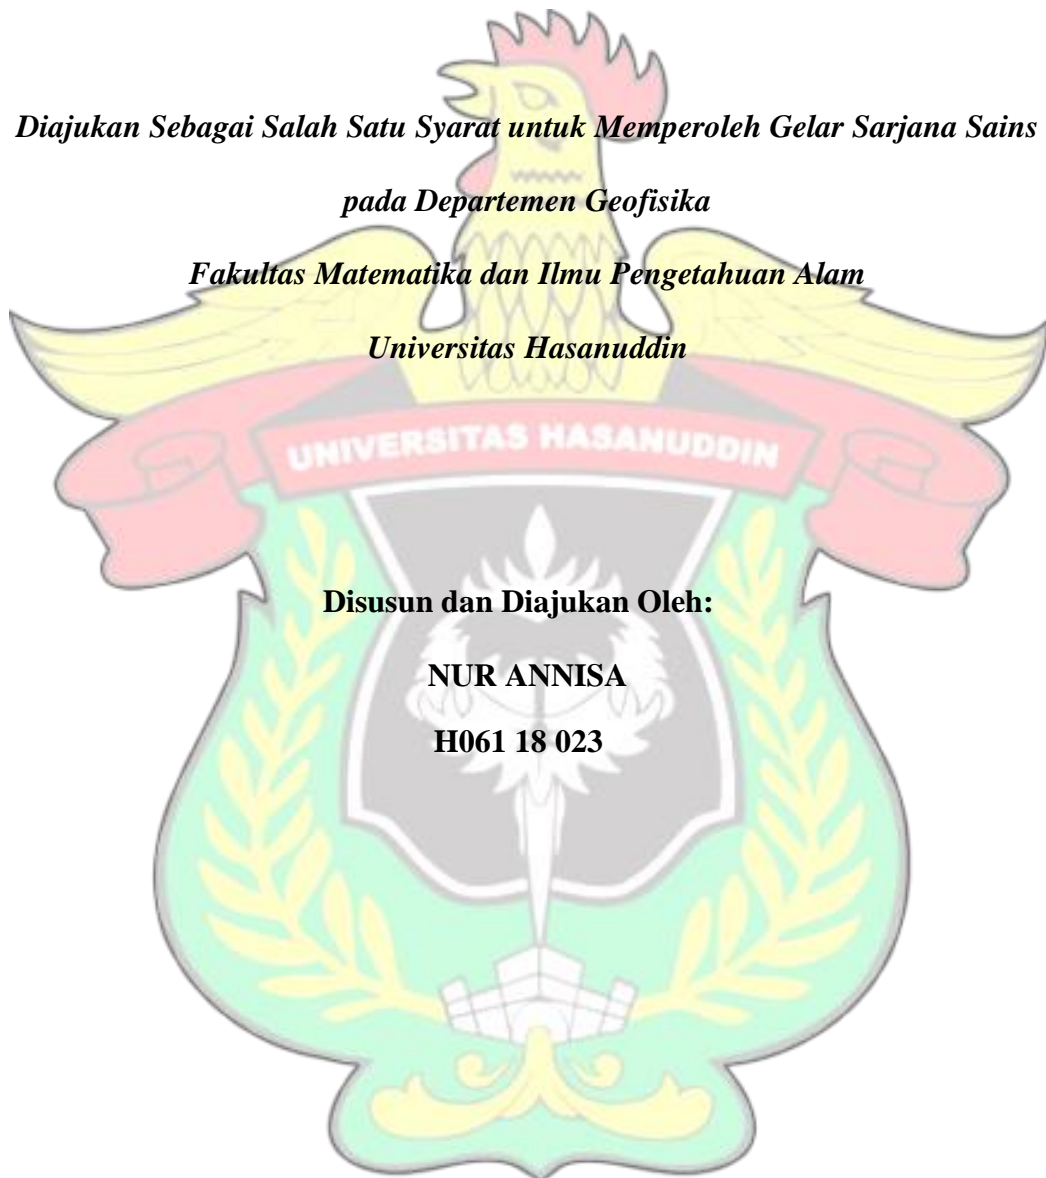 Diajukan Sebagai Salah Satu Syarat untuk Memperoleh Gelar Sarjana Sains
pada Departemen Geofisika
Fakultas Matematika dan Ilmu Pengetahuan Alam
Universitas Hasanuddin
UNIVERSITAS HASANUDDIN
Disusun dan Diajukan Oleh:
NUR ANNISA
H061 18 023